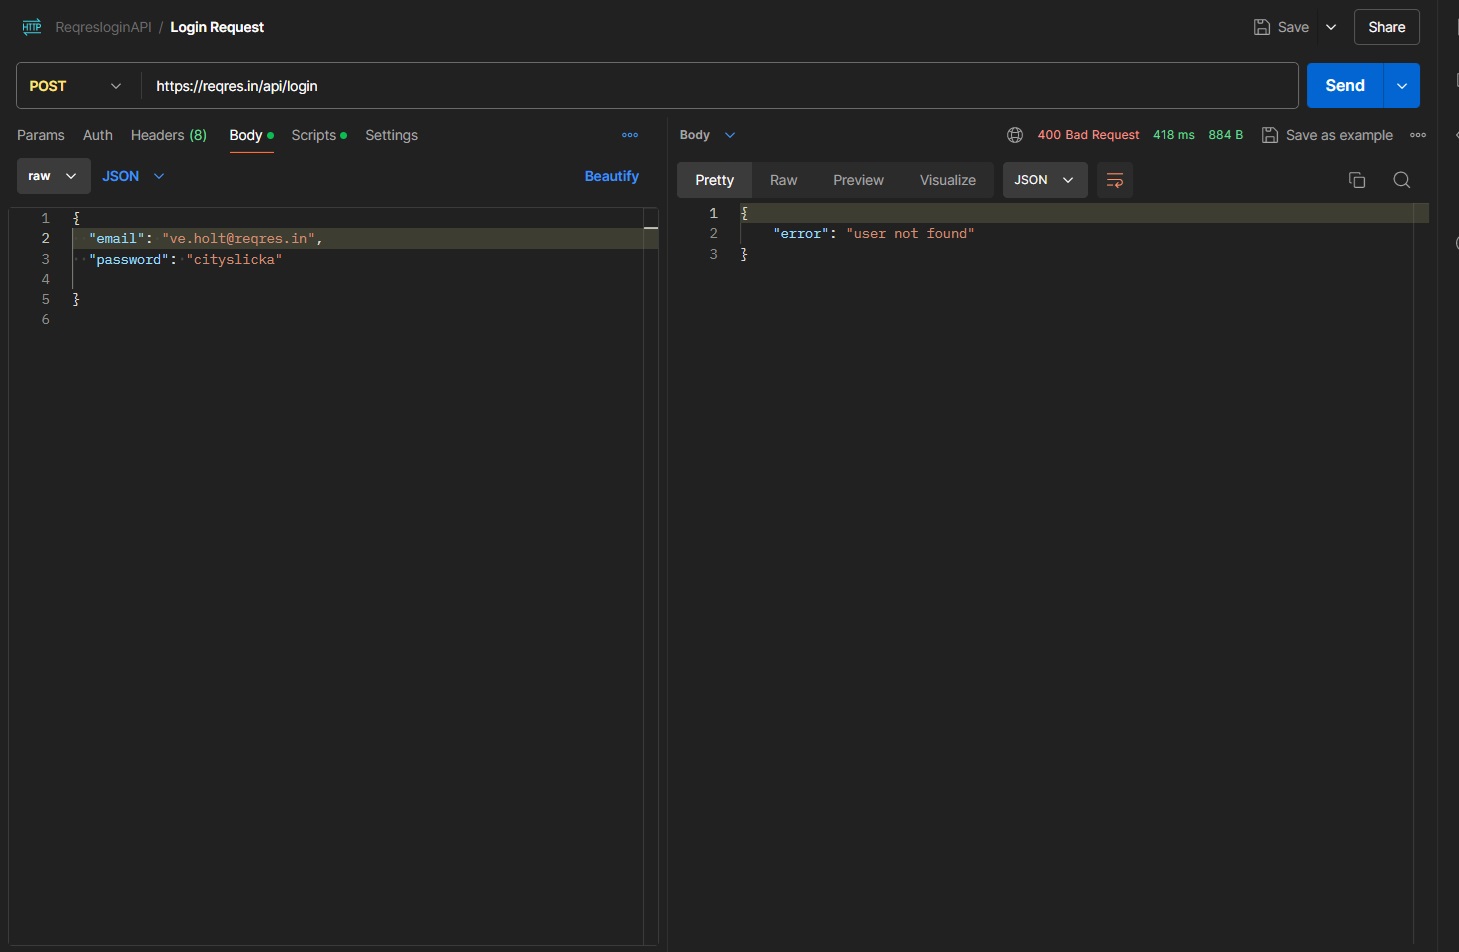 HTTP ReqresloginAPI / Login Request Save Share
POST https://reqres.in/api/login Send
Params Auth Headers (8) Body Scripts Settings
Body 400 Bad Request 418 ms 884 B Save as example
raw JSON Beautify
Pretty Raw Preview Visualize JSON
1 {
2 "email": "ve.holt@reqres.in",
3 "password": "cityslicka"
4
5 }
6
1 {
2 "error": "user not found"
3 }